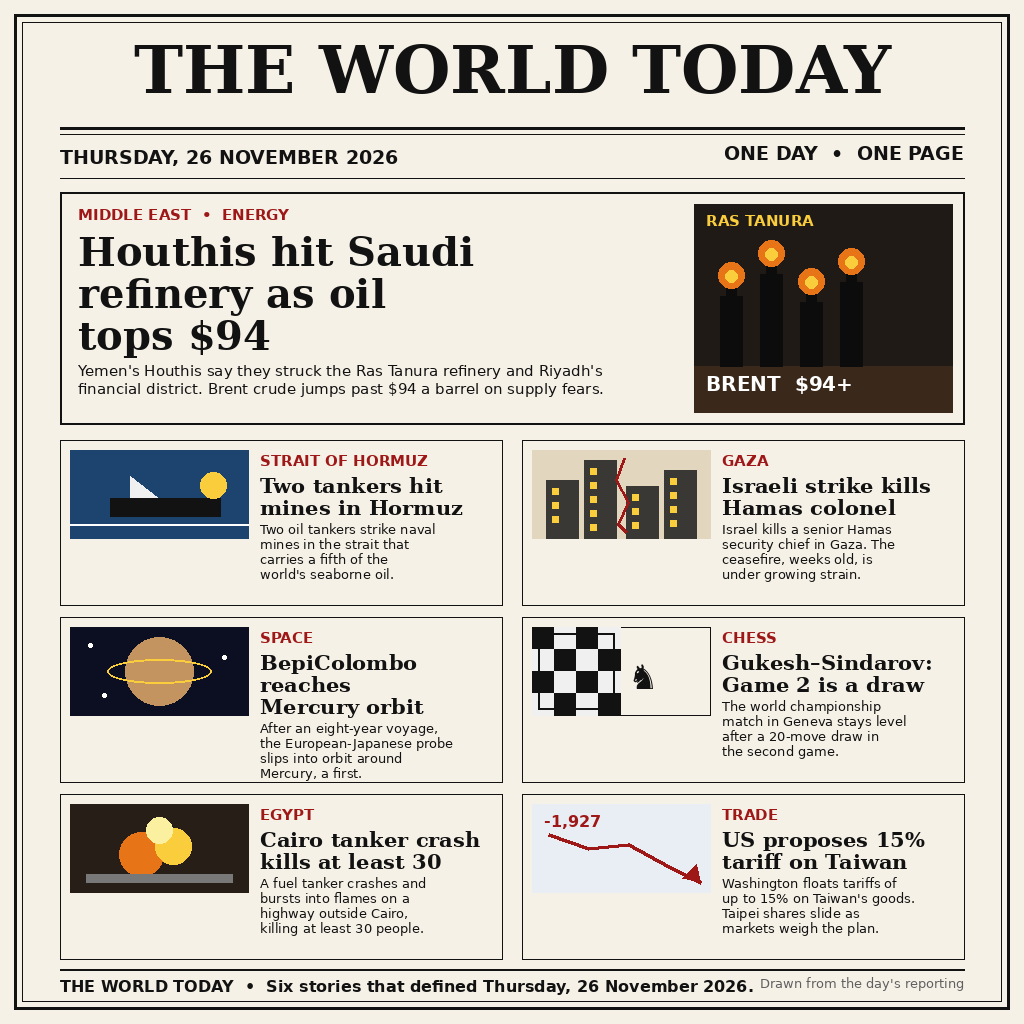 THE WORLD TODAY
THURSDAY, 26 NOVEMBER 2026
ONE DAY • ONE PAGE
MIDDLE EAST • ENERGY
Houthis hit Saudi
refinery as oil
tops $94
Yemen's Houthis say they struck the Ras Tanura refinery and Riyadh's
financial district. Brent crude jumps past $94 a barrel on supply fears.
RAS TANURA
BRENT $94+
STRAIT OF HORMUZ
Two tankers hit
mines in Hormuz
Two oil tankers strike naval
mines in the strait that
carries a fifth of the
world's seaborne oil.
GAZA
Israeli strike kills
Hamas colonel
Israel kills a senior Hamas
security chief in Gaza. The
ceasefire, weeks old, is
under growing strain.
SPACE
BepiColombo
reaches
Mercury orbit
After an eight-year voyage,
the European-Japanese probe
slips into orbit around
Mercury, a first.
CHESS
Gukesh–Sindarov:
Game 2 is a draw
The world championship
match in Geneva stays level
after a 20-move draw in
the second game.
EGYPT
Cairo tanker crash
kills at least 30
A fuel tanker crashes and
bursts into flames on a
highway outside Cairo,
killing at least 30 people.
-1,927
TRADE
US proposes 15%
tariff on Taiwan
Washington floats tariffs of
up to 15% on Taiwan's goods.
Taipei shares slide as
markets weigh the plan.
THE WORLD TODAY • Six stories that defined Thursday, 26 November 2026.
Drawn from the day's reporting